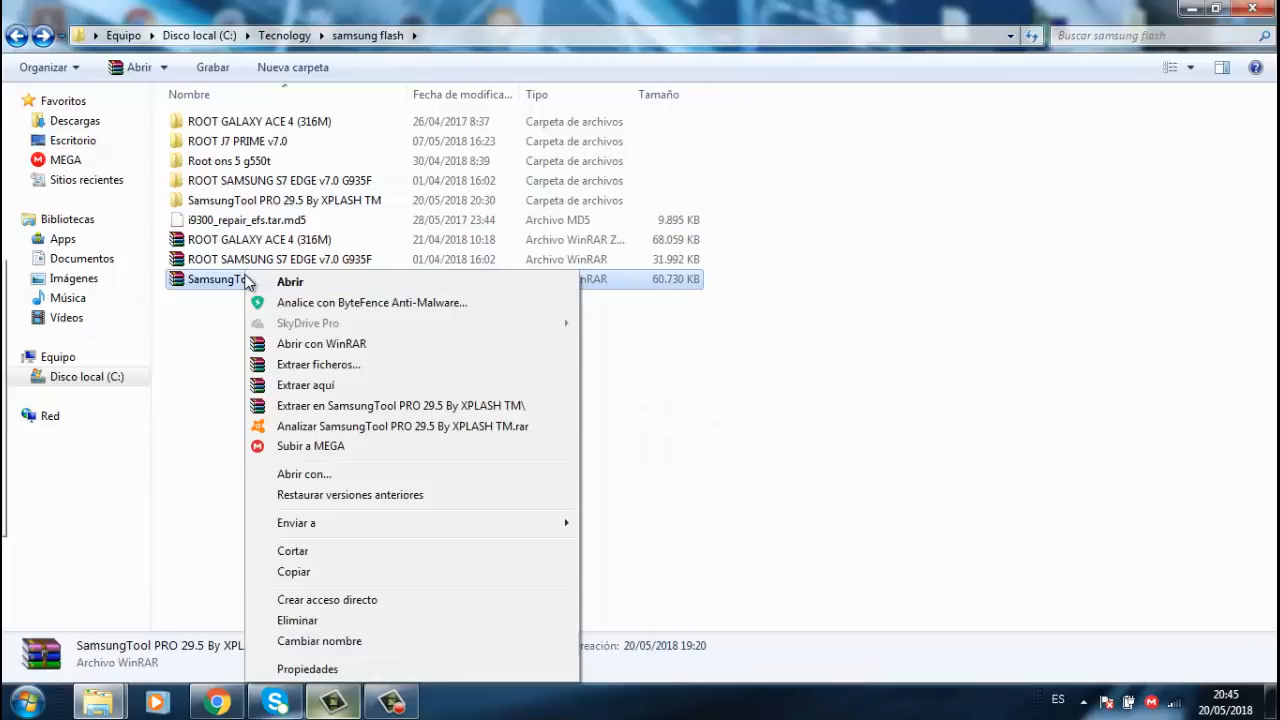 Equipo ▸ Disco local (C:) ▸ Tecnology ▸ samsung flash ▸
Buscar samsung flash
Organizar Abrir Grabar Nueva carpeta
Nombre Fecha de modifica... Tipo Tamaño
Favoritos
Descargas
Escritorio
MEGA
Sitios recientes
Bibliotecas
Apps
Documentos
Imágenes
Música
Vídeos
Equipo
Disco local (C:)
Red
ROOT GALAXY ACE 4 (316M) 26/04/2017 8:37 Carpeta de archivos
ROOT J7 PRIME v7.0 07/05/2018 16:23 Carpeta de archivos
Root ons 5 g550t 30/04/2018 8:39 Carpeta de archivos
ROOT SAMSUNG S7 EDGE v7.0 G935F 01/04/2018 16:02 Carpeta de archivos
SamsungTool PRO 29.5 By XPLASH TM 20/05/2018 20:30 Carpeta de archivos
i9300_repair_efs.tar.md5 28/05/2017 23:44 Archivo MD5 9.895 KB
ROOT GALAXY ACE 4 (316M) 21/04/2018 10:18 Archivo WinRAR Z... 68.059 KB
ROOT SAMSUNG S7 EDGE v7.0 G935F 01/04/2018 16:02 Archivo WinRAR 31.992 KB
SamsungTo nRAR 60.730 KB
Abrir
Analice con ByteFence Anti-Malware...
SkyDrive Pro
Abrir con WinRAR
Extraer ficheros...
Extraer aquí
Extraer en SamsungTool PRO 29.5 By XPLASH TM\
Analizar SamsungTool PRO 29.5 By XPLASH TM.rar
Subir a MEGA
Abrir con...
Restaurar versiones anteriores
Enviar a
Cortar
Copiar
Crear acceso directo
Eliminar
Cambiar nombre
Propiedades
SamsungTool PRO 29.5 By XPL reación: 20/05/2018 19:20
Archivo WinRAR
ES
20:45
20/05/2018